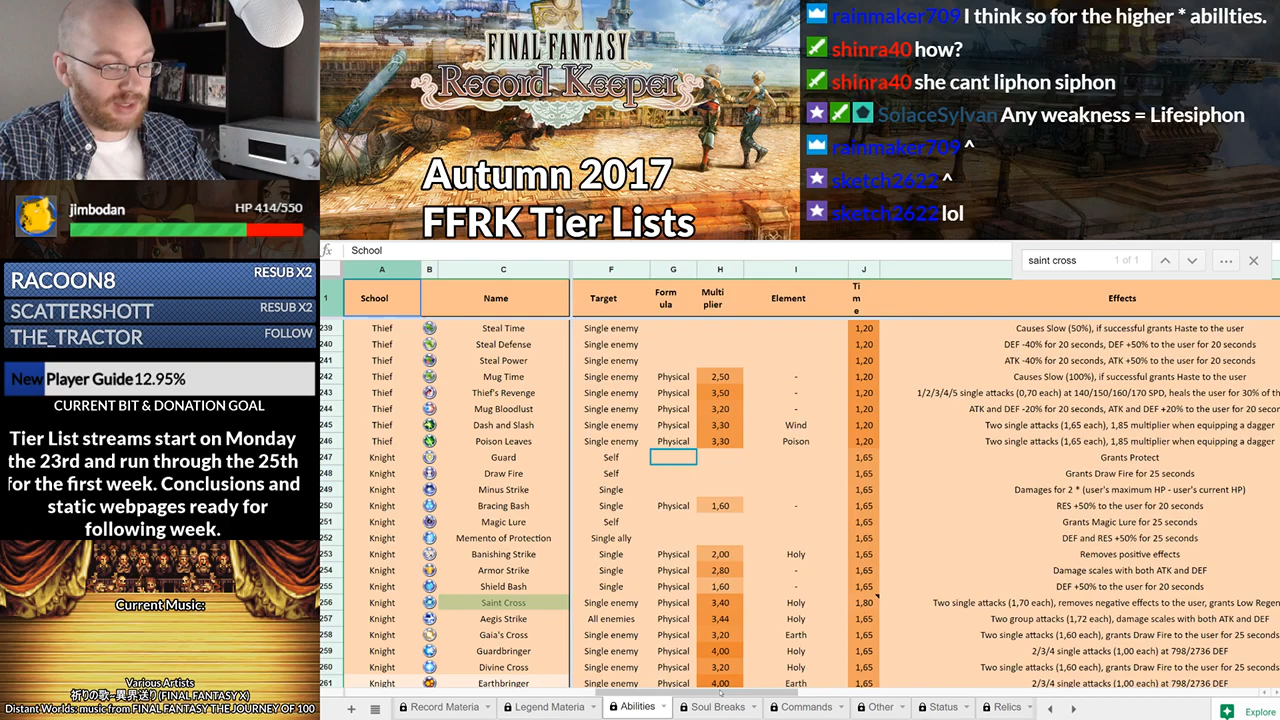 FINAL FANTASY
Record Keeper
Autumn 2017
FFRK Tier Lists
rainmaker709 I think so for the higher * abillties.
shinra40 how?
shinra40 she cant liphon siphon
SolaceSylvan Any weakness = Lifesiphon
rainmaker709 ^
sketch2622 ^
sketch2622 lol
jimbodan HP 414/550
RACOON8 RESUB X2
SCATTERSHOTT RESUB X2
THE_TRACTOR FOLLOW
New Player Guide 12.95%
CURRENT BIT & DONATION GOAL
Tier List streams start on Monday
the 23rd and run through the 25th
for the first week. Conclusions and
static webpages ready for
following week.
Current Music:
Various Artists
祈りの歌~異界送り (FINAL FANTASY X)
Distant Worlds: music from FINAL FANTASY THE JOURNEY OF 100
fx School
saint cross 1 of 1
A B C F G H I J
1 School Name Target Formula Multiplier Element Time Effects
239 Thief Steal Time Single enemy 1,20 Causes Slow (50%), if successful grants Haste to the user
240 Thief Steal Defense Single enemy 1,20 DEF -40% for 20 seconds, DEF +50% to the user for 20 seconds
241 Thief Steal Power Single enemy 1,20 ATK -40% for 20 seconds, ATK +50% to the user for 20 seconds
242 Thief Mug Time Single enemy Physical 2,50 - 1,20 Causes Slow (100%), if successful grants Haste to the user
243 Thief Thief's Revenge Single enemy Physical 3,50 - 1,20 1/2/3/4/5 single attacks (0,70 each) at 140/150/160/170 SPD, heals the user for 30% of th
244 Thief Mug Bloodlust Single enemy Physical 3,20 - 1,20 ATK and DEF -20% for 20 seconds, ATK and DEF +20% to the user for 20 secon
245 Thief Dash and Slash Single enemy Physical 3,30 Wind 1,20 Two single attacks (1,65 each), 1,85 multiplier when equipping a dagger
246 Thief Poison Leaves Single enemy Physical 3,30 Poison 1,20 Two single attacks (1,65 each), 1,85 multiplier when equipping a dagger
247 Knight Guard Self 1,65 Grants Protect
248 Knight Draw Fire Self 1,65 Grants Draw Fire for 25 seconds
249 Knight Minus Strike Single 1,65 Damages for 2 * (user's maximum HP - user's current HP)
250 Knight Bracing Bash Single Physical 1,60 - 1,65 RES +50% to the user for 20 seconds
251 Knight Magic Lure Self 1,65 Grants Magic Lure for 25 seconds
252 Knight Memento of Protection Single ally 1,65 DEF and RES +50% for 25 seconds
253 Knight Banishing Strike Single Physical 2,00 Holy 1,65 Removes positive effects
254 Knight Armor Strike Single Physical 2,80 - 1,65 Damage scales with both ATK and DEF
255 Knight Shield Bash Single Physical 1,60 - 1,65 DEF +50% to the user for 20 seconds
256 Knight Saint Cross Single enemy Physical 3,40 Holy 1,80 Two single attacks (1,70 each), removes negative effects to the user, grants Low Regen
257 Knight Aegis Strike All enemies Physical 3,44 Holy 1,65 Two group attacks (1,72 each), damage scales with both ATK and DEF
258 Knight Gaia's Cross Single enemy Physical 3,20 Earth 1,65 Two single attacks (1,60 each), grants Draw Fire to the user for 25 seconds
259 Knight Guardbringer Single enemy Physical 4,00 Holy 1,65 2/3/4 single attacks (1,00 each) at 798/2736 DEF
260 Knight Divine Cross Single enemy Physical 3,20 Holy 1,65 Two single attacks (1,60 each), grants Draw Fire to the user for 25 seconds
261 Knight Earthbringer Single enemy Physical 4,00 Earth 1,65 2/3/4 single attacks (1,00 each) at 798/2736 DEF
Record Materia Legend Materia Abilities Soul Breaks Commands Other Status Relics Explore